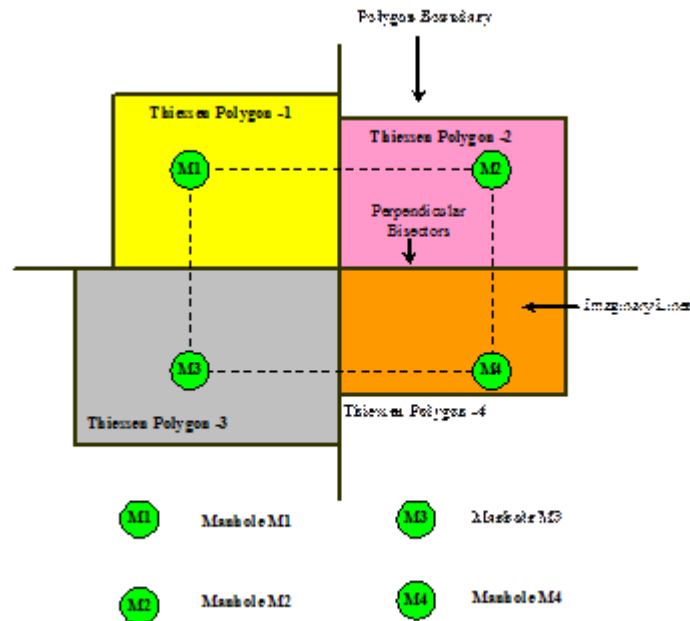 Polygon Boundary
Thiessen Polygon -1
Thiessen Polygon -2
M1
M2
Perpendicular
Bisectors
Imaginary Lines
M3
M4
Thiessen Polygon -3
Thiessen Polygon -4
M1
Manhole M1
M3
Manhole M3
M2
Manhole M2
M4
Manhole M4